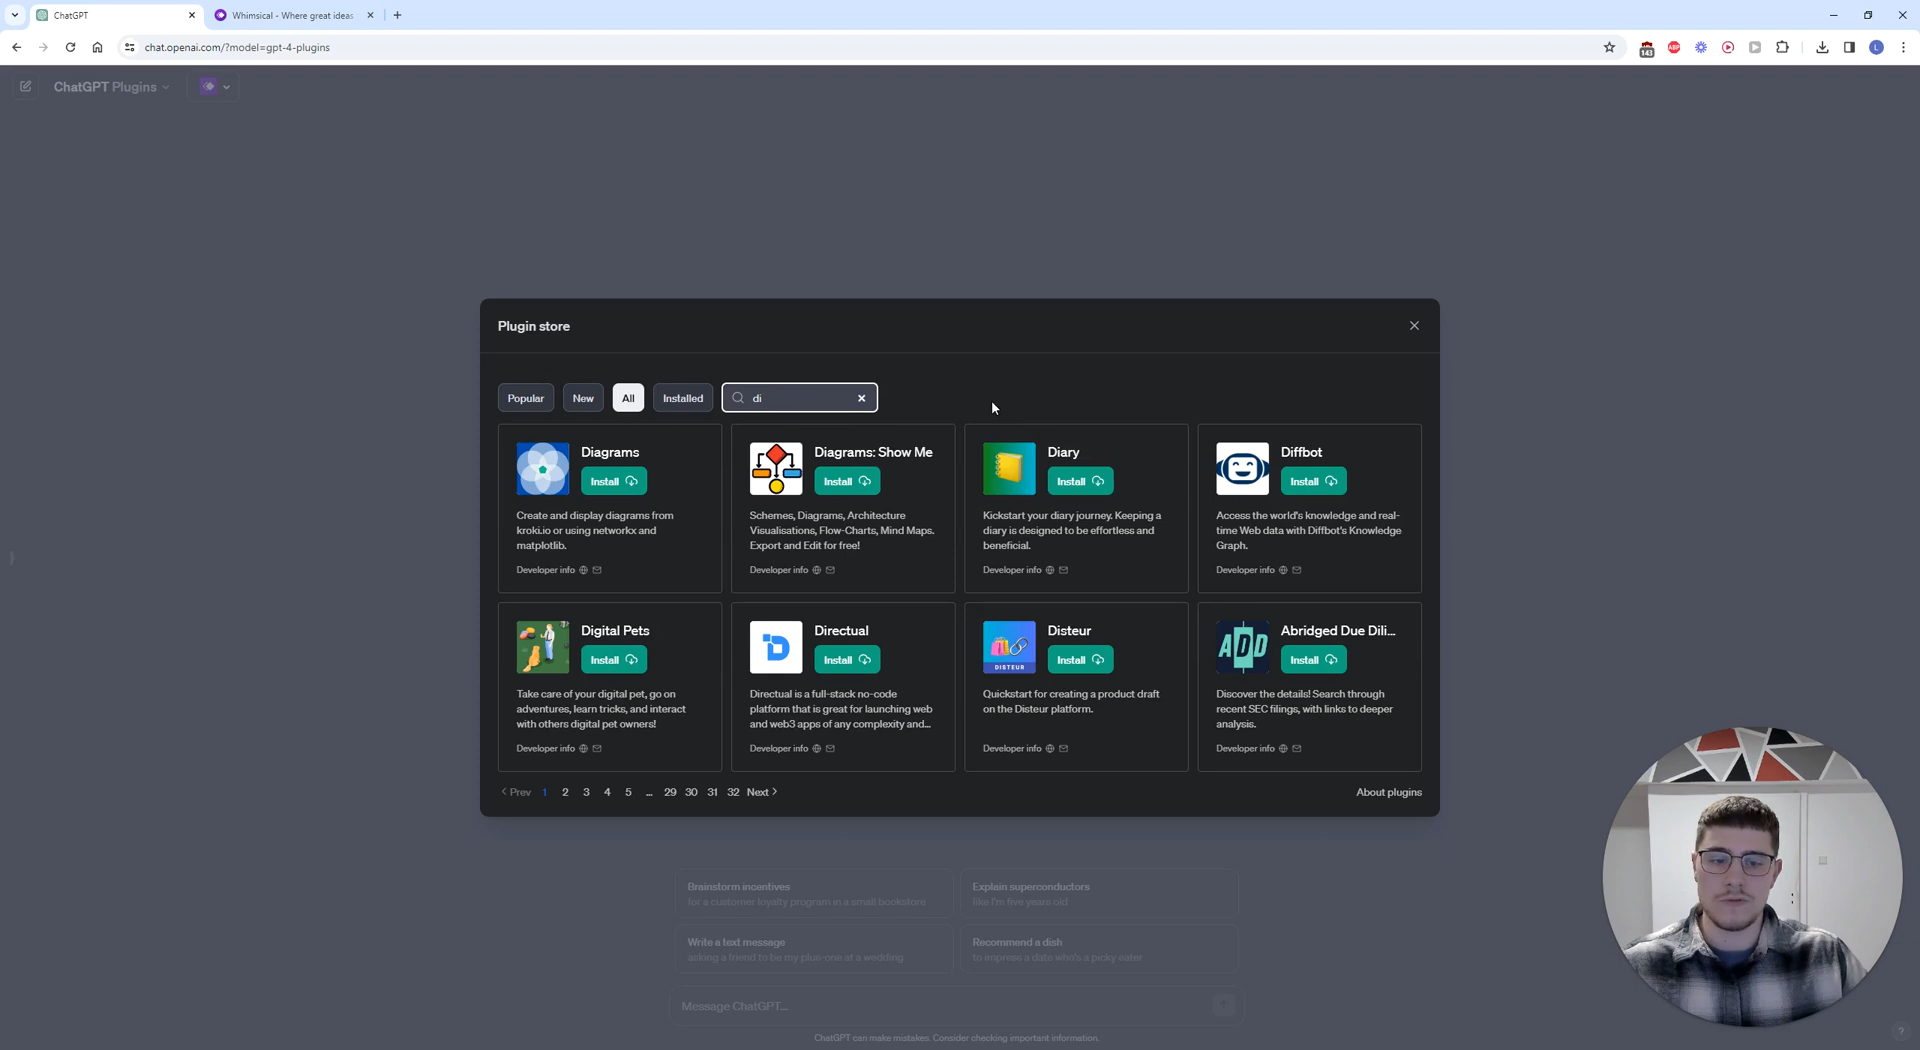 ChatGPT
Whimsical - Where great ideas
chat.openai.com/?model=gpt-4-plugins
143
ABP
L
ChatGPT Plugins
Plugin store
Popular
New
All
Installed
di
Diagrams
Install
Create and display diagrams from
kroki.io or using networkx and
matplotlib.
Developer info
Diagrams: Show Me
Install
Schemes, Diagrams, Architecture
Visualisations, Flow-Charts, Mind Maps.
Export and Edit for free!
Developer info
Diary
Install
Kickstart your diary journey. Keeping a
diary is designed to be effortless and
beneficial.
Developer info
Diffbot
Install
Access the world's knowledge and real-
time Web data with Diffbot's Knowledge
Graph.
Developer info
Digital Pets
Install
Take care of your digital pet, go on
adventures, learn tricks, and interact
with others digital pet owners!
Developer info
Directual
Install
Directual is a full-stack no-code
platform that is great for launching web
and web3 apps of any complexity and...
Developer info
DISTEUR
Disteur
Install
Quickstart for creating a product draft
on the Disteur platform.
Developer info
ADD
Abridged Due Dili...
Install
Discover the details! Search through
recent SEC filings, with links to deeper
analysis.
Developer info
Prev 1 2 3 4 5 ... 29 30 31 32 Next
About plugins
Brainstorm incentives
for a customer loyalty program in a small bookstore
Explain superconductors
like I'm five years old
Write a text message
asking a friend to be my plus-one at a wedding
Recommend a dish
to impress a date who's a picky eater
Message ChatGPT...
ChatGPT can make mistakes. Consider checking important information.
?